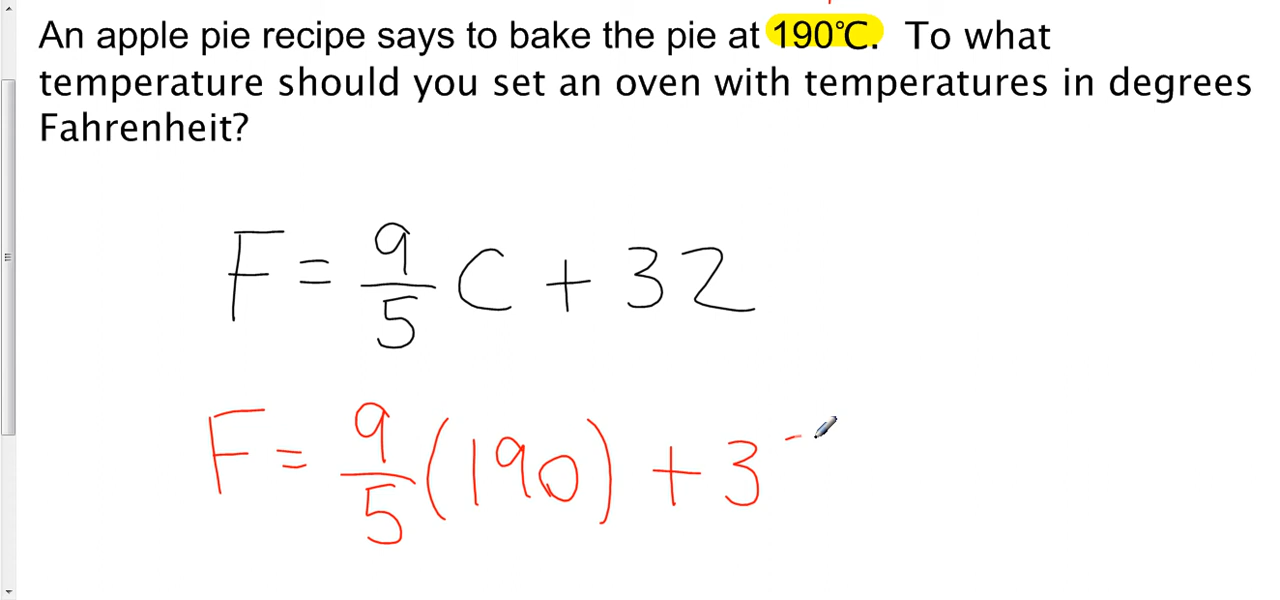 An apple pie recipe says to bake the pie at 190℃. To what
temperature should you set an oven with temperatures in degrees
Fahrenheit?
F = 9/5 C + 32
F = 9/5 (190) + 3